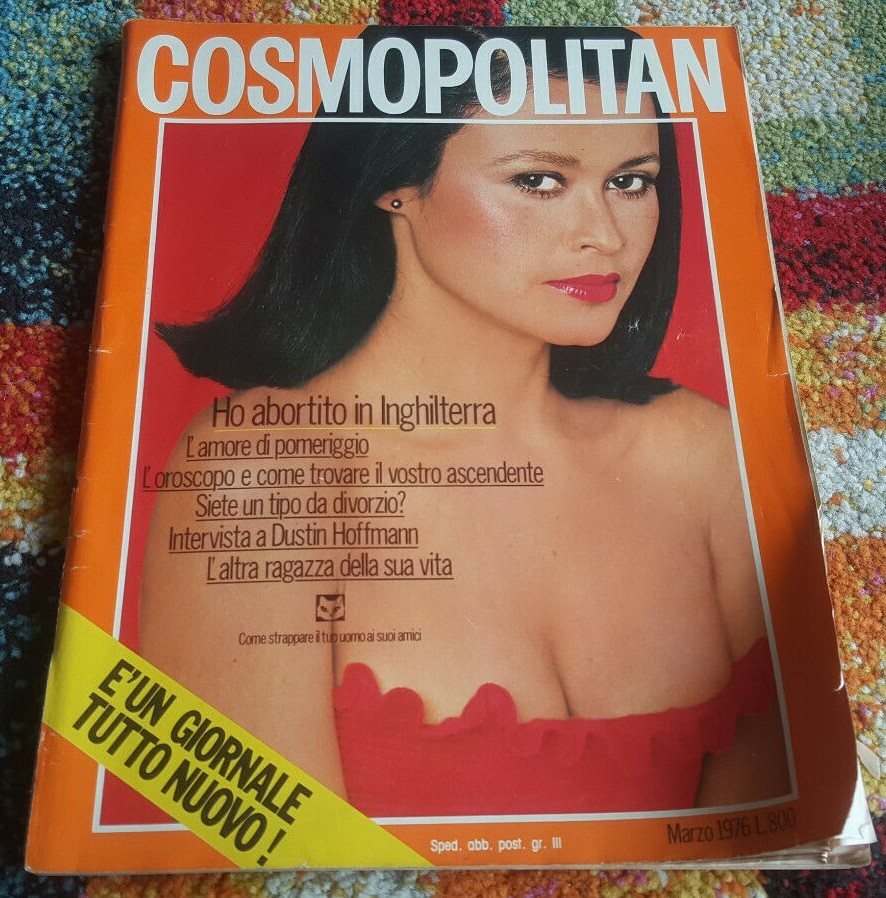 COSMOPOLITAN
Ho abortito in Inghilterra
L'amore di pomeriggio
L'oroscopo e come trovare il vostro ascendente
Siete un tipo da divorzio?
Intervista a Dustin Hoffmann
L'altra ragazza della sua vita
Come strappare il tuo uomo ai suoi amici
E'UN GIORNALE
TUTTO NUOVO!
Sped. abb. post. gr. III
Marzo 1976 L.800